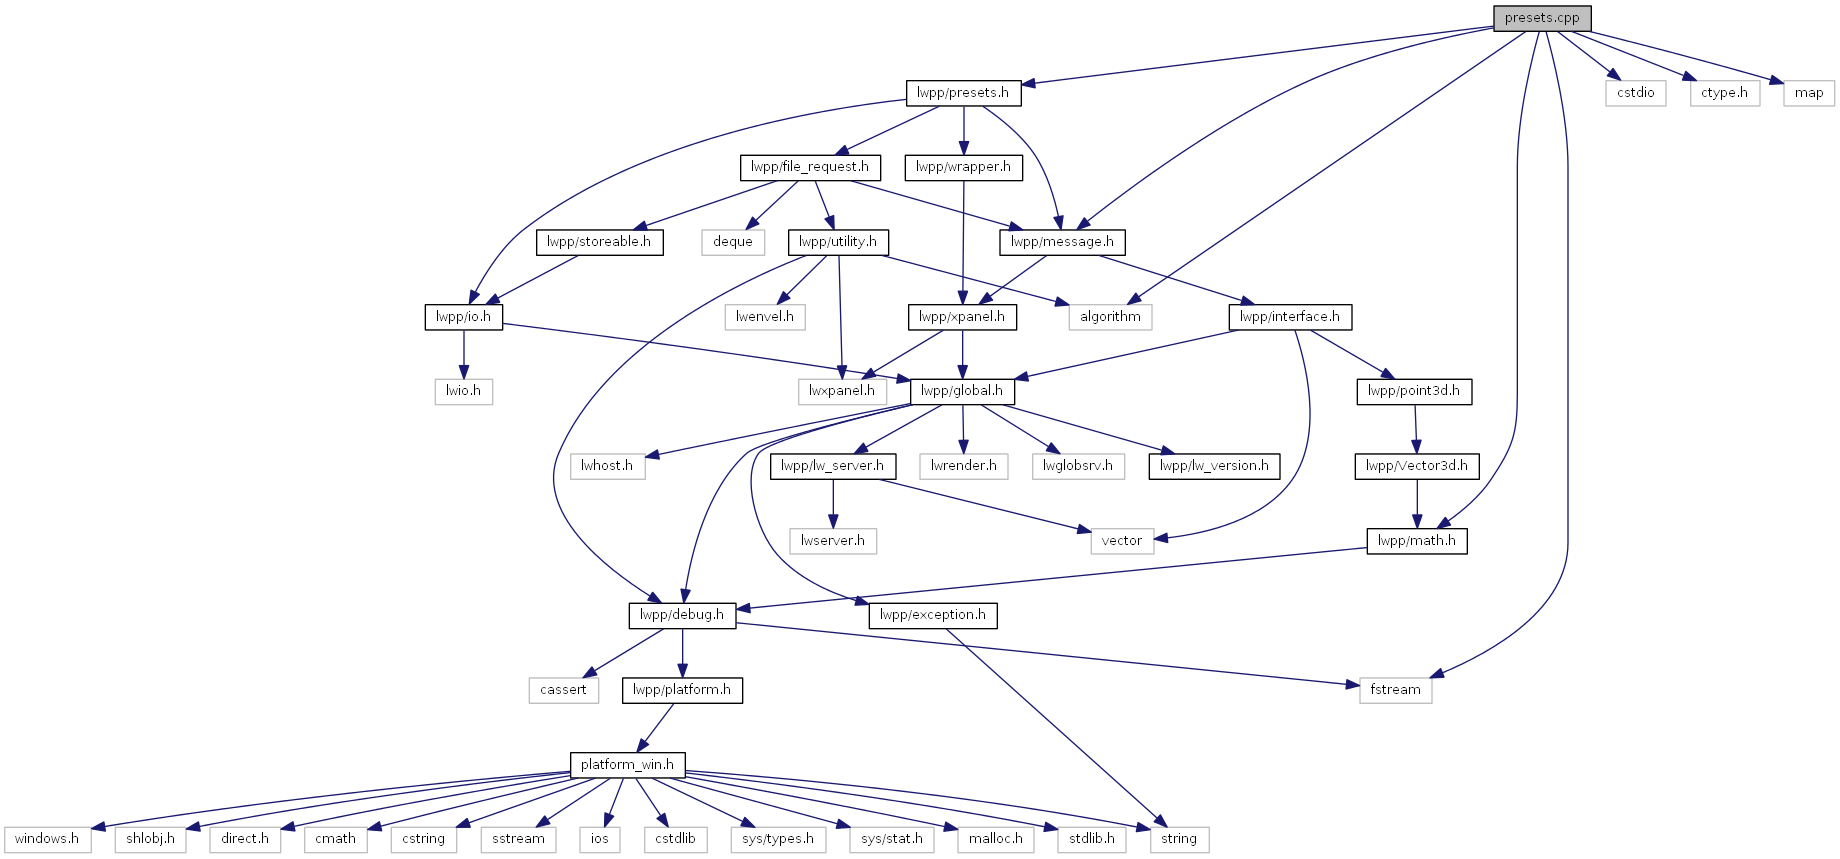 presets.cpp
lwpp/presets.h
cstdio
ctype.h
map
lwpp/file_request.h
lwpp/wrapper.h
lwpp/storeable.h
deque
lwpp/utility.h
lwpp/message.h
lwpp/io.h
lwenvel.h
lwpp/xpanel.h
algorithm
lwpp/interface.h
lwio.h
lwxpanel.h
lwpp/global.h
lwpp/point3d.h
lwhost.h
lwpp/lw_server.h
lwrender.h
lwglobsrv.h
lwpp/lw_version.h
lwpp/Vector3d.h
lwserver.h
vector
lwpp/math.h
lwpp/debug.h
lwpp/exception.h
cassert
lwpp/platform.h
fstream
platform_win.h
windows.h
shlobj.h
direct.h
cmath
cstring
sstream
ios
cstdlib
sys/types.h
sys/stat.h
malloc.h
stdlib.h
string